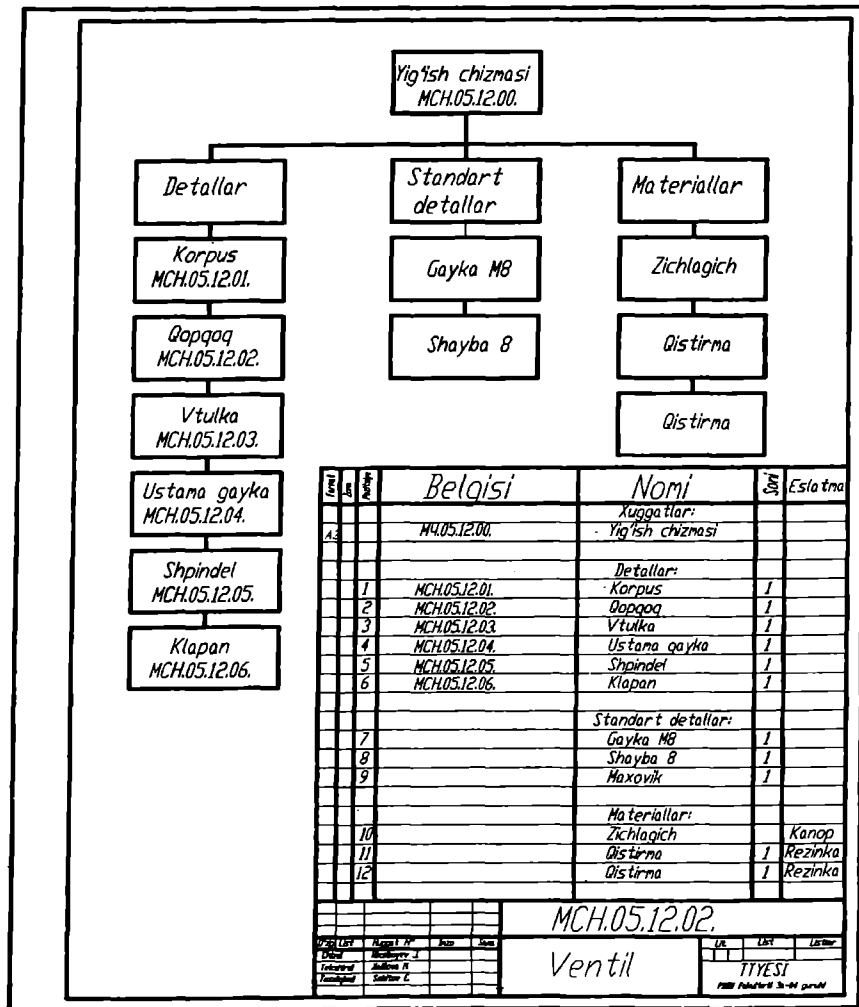 Yig'ish chizmasi
MCH.05.12.00.
Detallar
Standart
detallar
Materiallar
Korpus
MCH.05.12.01.
Gayka M8
Zichlagich
Qopqoq
MCH.05.12.02.
Shayba 8
Qistirma
Vtulka
MCH.05.12.03.
Qistirma
Ustama gayka
MCH.05.12.04.
Shpindel
MCH.05.12.05.
Klapan
MCH.05.12.06.
Belgisi Nomi Soni Eslatma
Xujjatlar:
A3 МЧ.05.12.00. Yig'ish chizmasi
Detallar:
1 MCH.05.12.01. Korpus 1
2 MCH.05.12.02. Qopqoq 1
3 MCH.05.12.03. Vtulka 1
4 MCH.05.12.04. Ustama gayka 1
5 MCH.05.12.05. Shpindel 1
6 MCH.05.12.06. Klapan 1
Standart detallar:
7 Gayka M8 1
8 Shayba 8 1
9 Maxovik 1
Materiallar:
10 Zichlagich Kanop
11 Qistirma 1 Rezinka
12 Qistirma 1 Rezinka
MCH.05.12.02.
Ventil
List
TTYESI